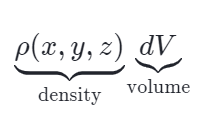 ρ(x, y, z) dV
density volume